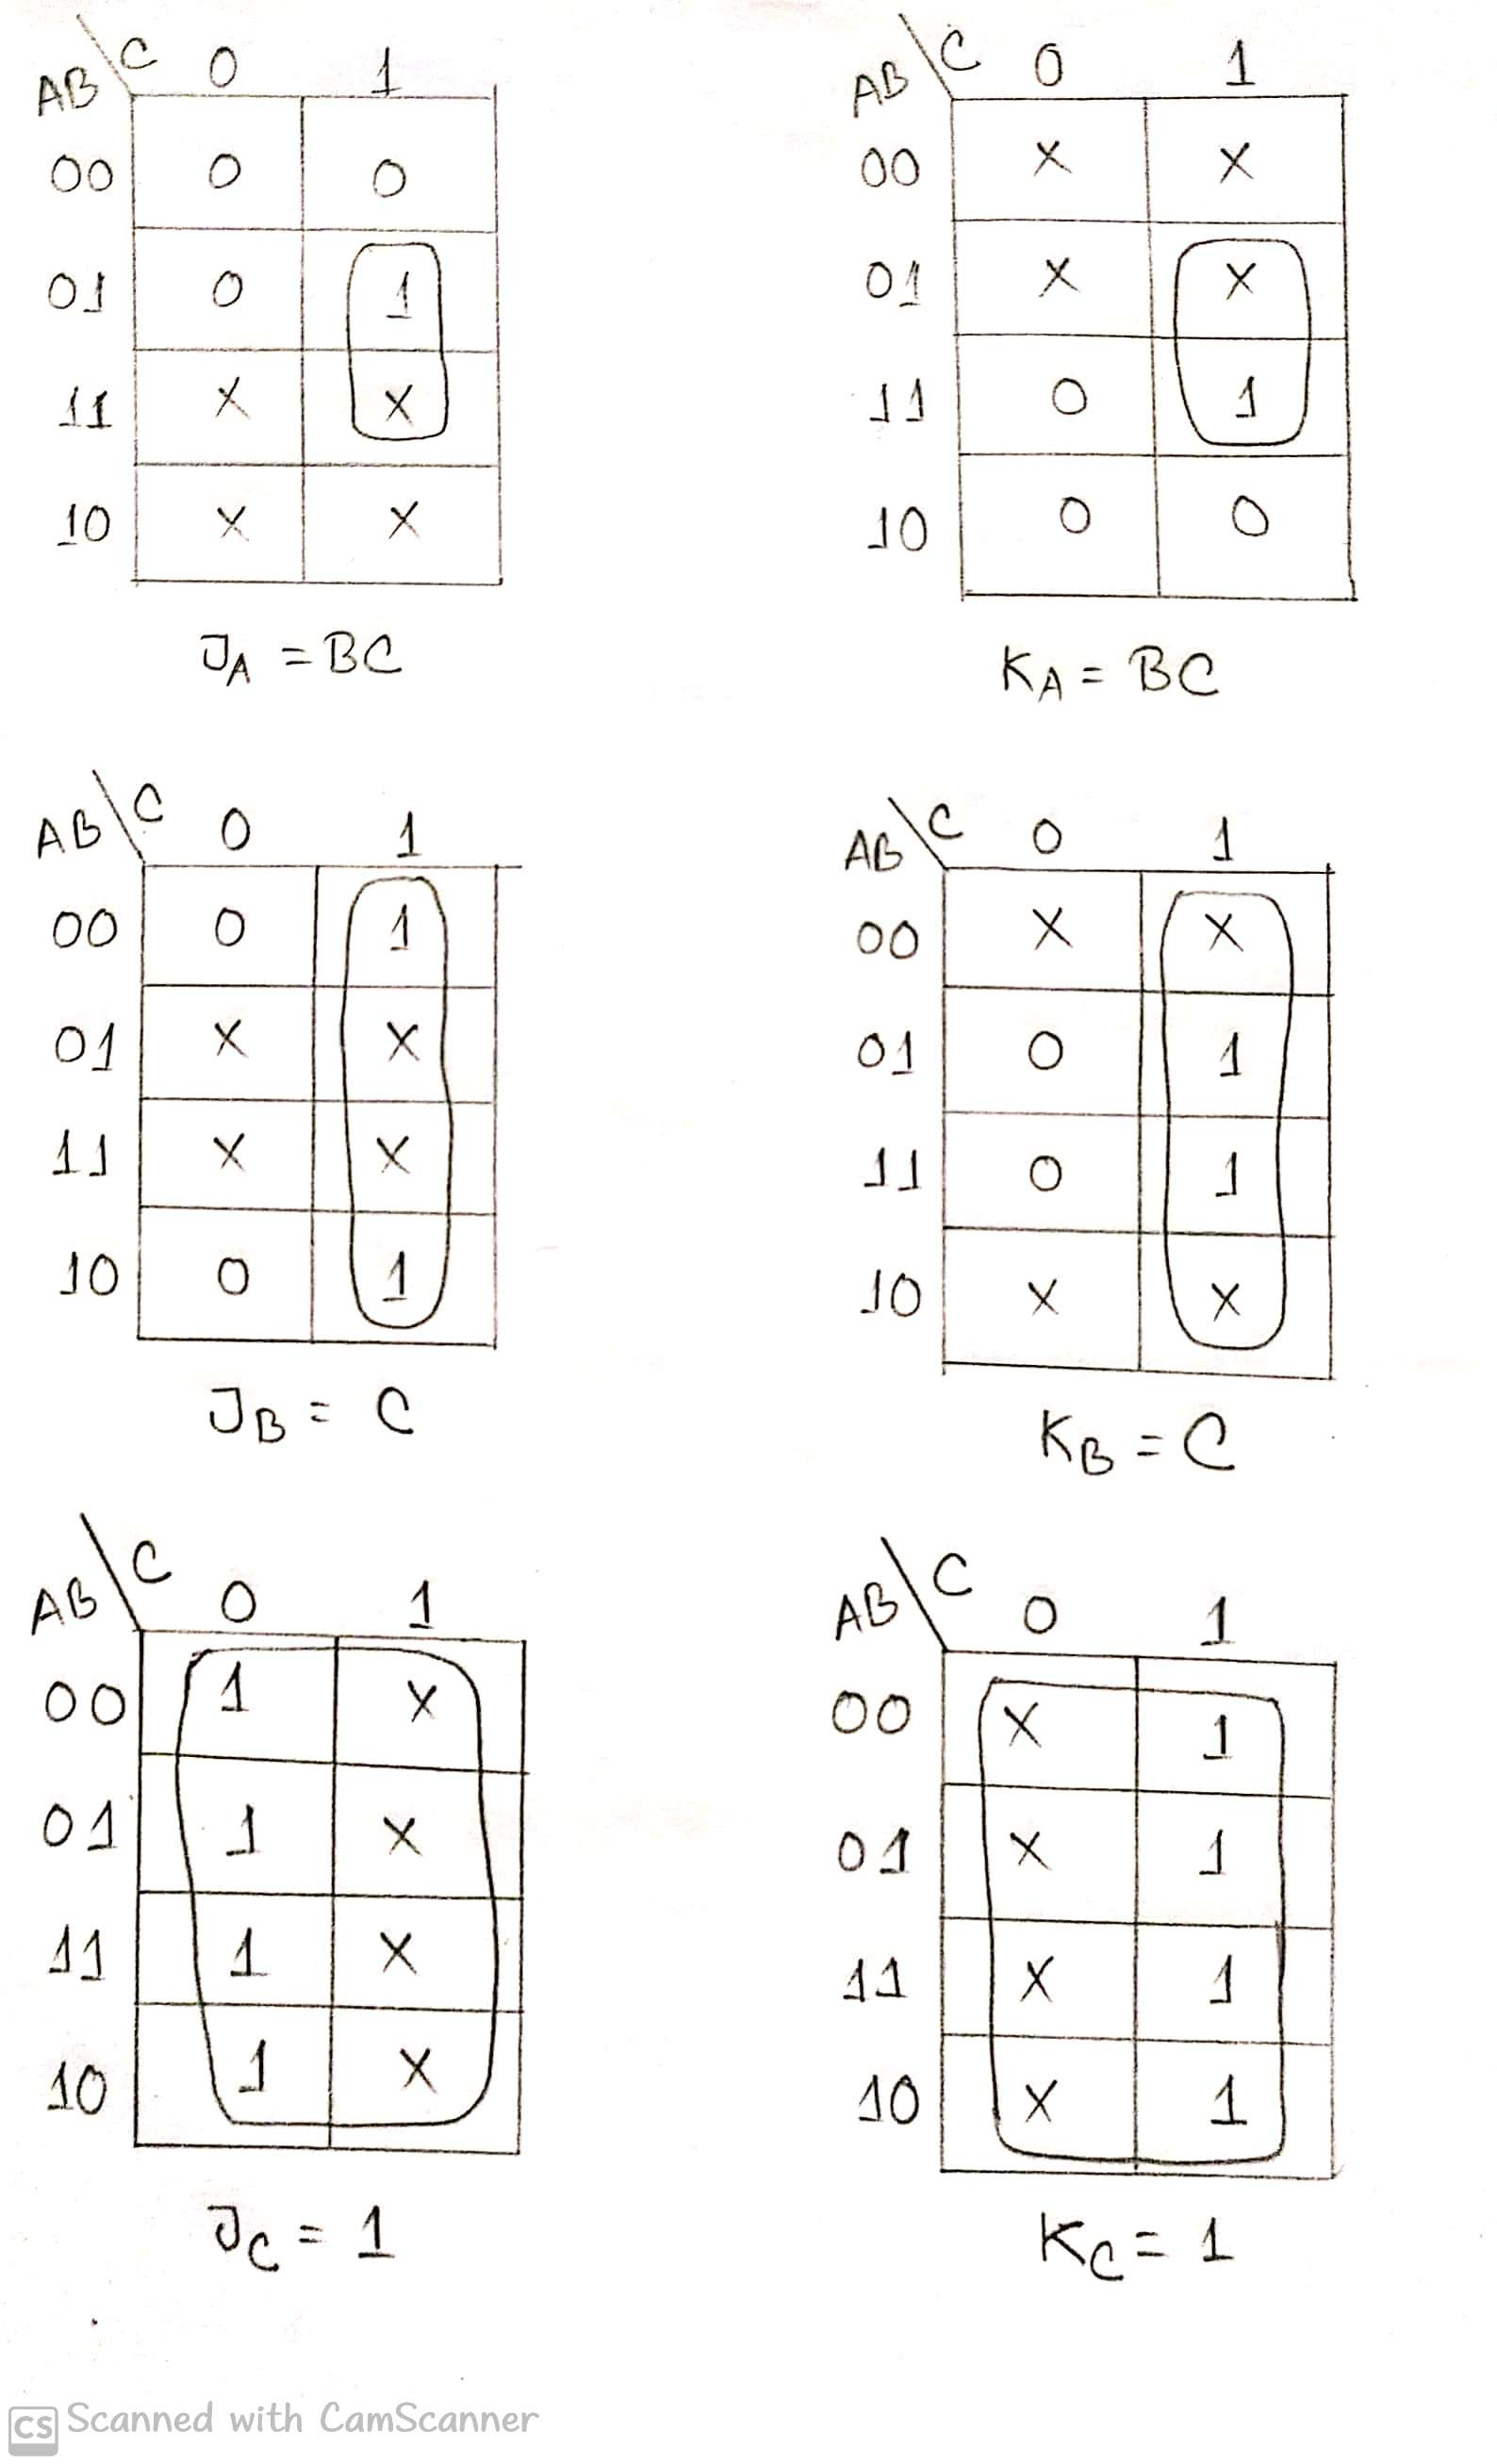 AB\C 0 1
00 0 0
01 0 1
11 X X
10 X X
JA = BC
AB\C 0 1
00 X X
01 X X
11 0 1
10 0 0
KA = BC
AB\C 0 1
00 0 1
01 X X
11 X X
10 0 1
JB = C
AB\C 0 1
00 X X
01 0 1
11 0 1
10 X X
KB = C
AB\C 0 1
00 1 X
01 1 X
11 1 X
10 1 X
JC = 1
AB\C 0 1
00 X 1
01 X 1
11 X 1
10 X 1
KC = 1
CS Scanned with CamScanner